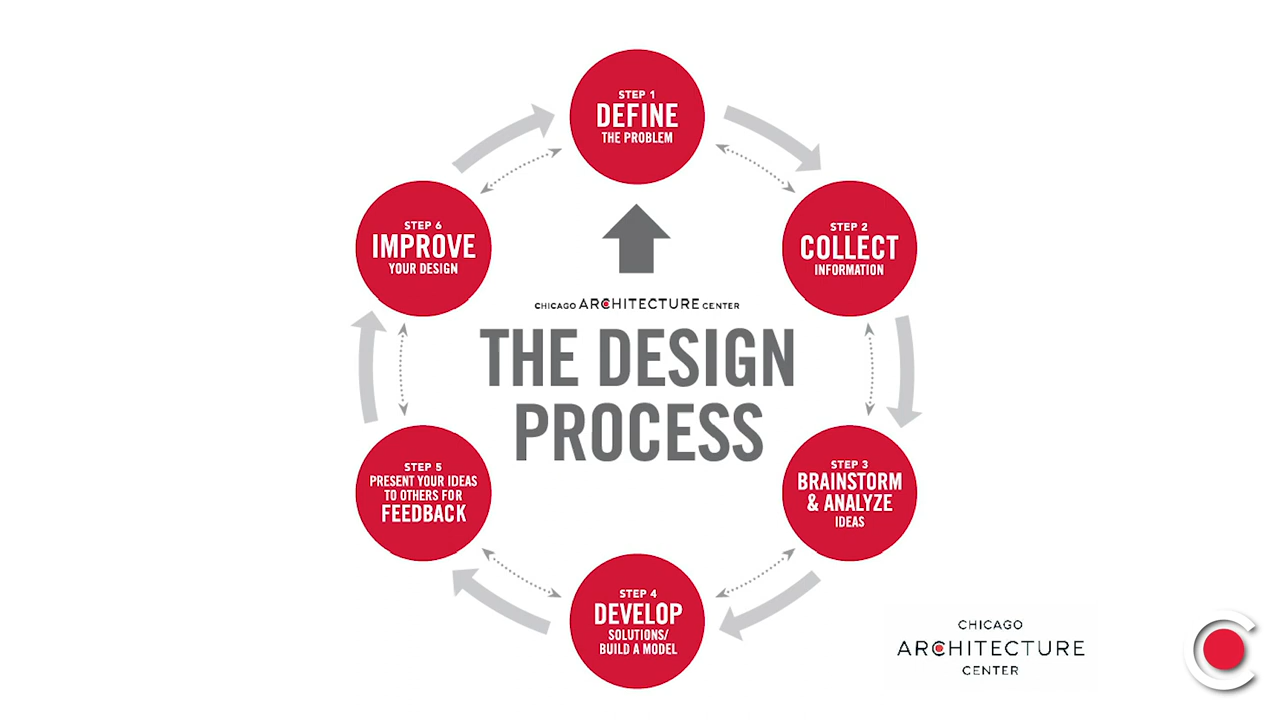 STEP 1
DEFINE
THE PROBLEM
STEP 2
COLLECT
INFORMATION
STEP 3
BRAINSTORM
& ANALYZE
IDEAS
STEP 4
DEVELOP
SOLUTIONS/
BUILD A MODEL
STEP 5
PRESENT YOUR IDEAS
TO OTHERS FOR
FEEDBACK
STEP 6
IMPROVE
YOUR DESIGN
CHICAGO ARCHITECTURE CENTER
THE DESIGN
PROCESS
CHICAGO
ARCHITECTURE
CENTER